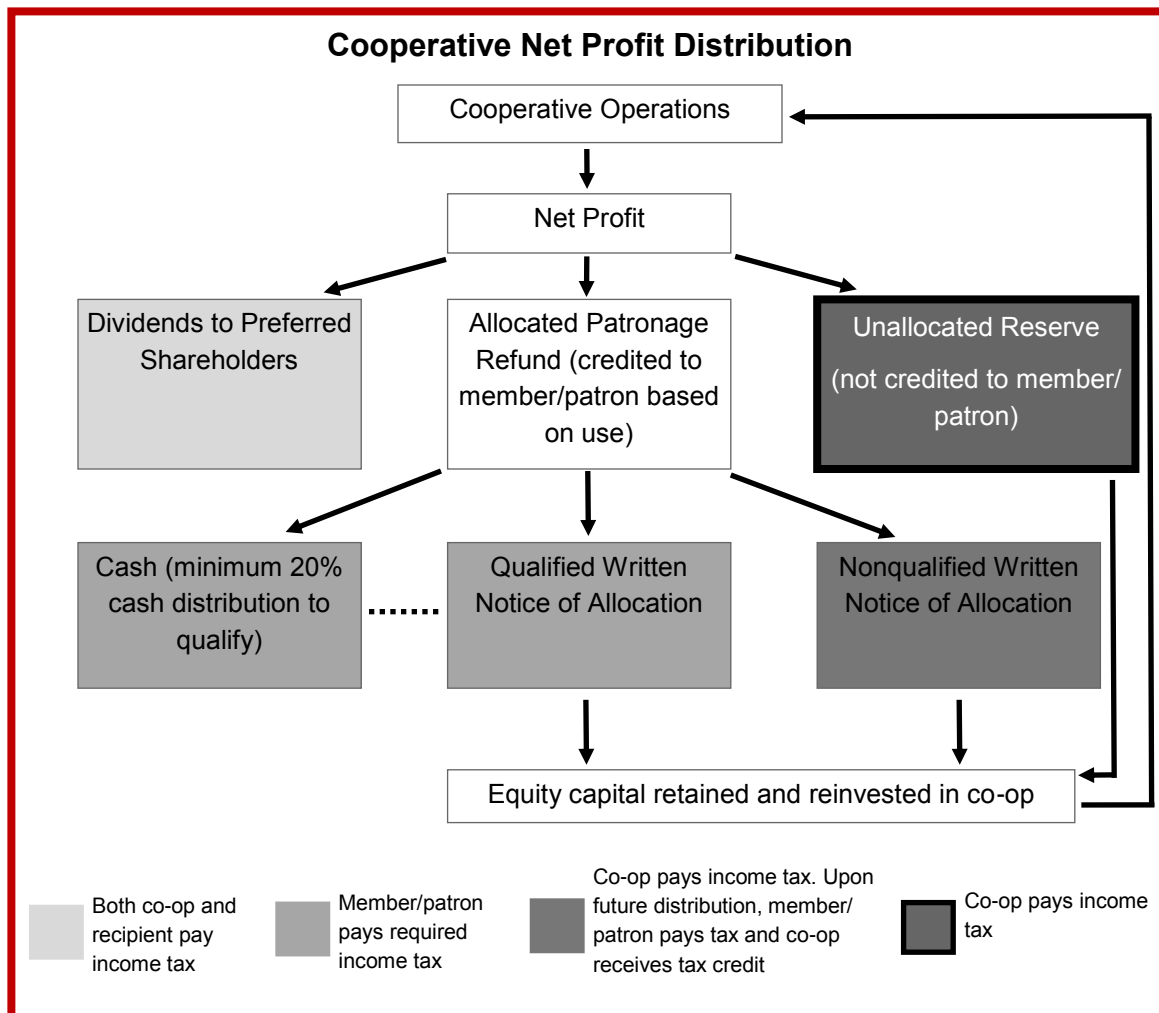 Cooperative Net Profit Distribution
Cooperative Operations
Net Profit
Dividends to Preferred
Shareholders
Allocated Patronage
Refund (credited to
member/patron based
on use)
Unallocated Reserve
(not credited to member/
patron)
Cash (minimum 20%
cash distribution to
qualify)
Qualified Written
Notice of Allocation
Nonqualified Written
Notice of Allocation
Equity capital retained and reinvested in co-op
Both co-op and
recipient pay
income tax
Member/patron
pays required
income tax
Co-op pays income tax. Upon
future distribution, member/
patron pays tax and co-op
receives tax credit
Co-op pays income
tax